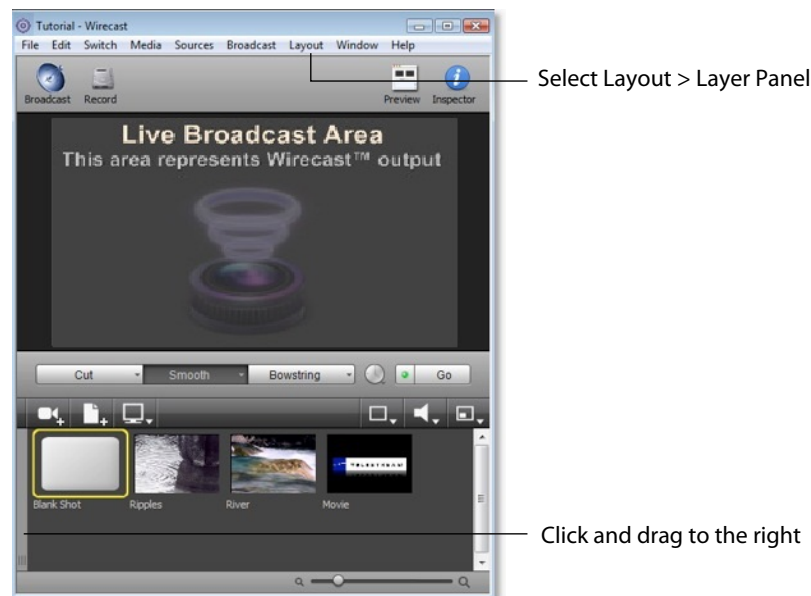 Tutorial - Wirecast
File Edit Switch Media Sources Broadcast Layout Window Help
Select Layout > Layer Panel
Broadcast Record Preview Inspector
Live Broadcast Area
This area represents Wirecast™ output
Cut Smooth Bowstring Go
TELESTREAM
Blank Shot Ripples River Movie
Click and drag to the right